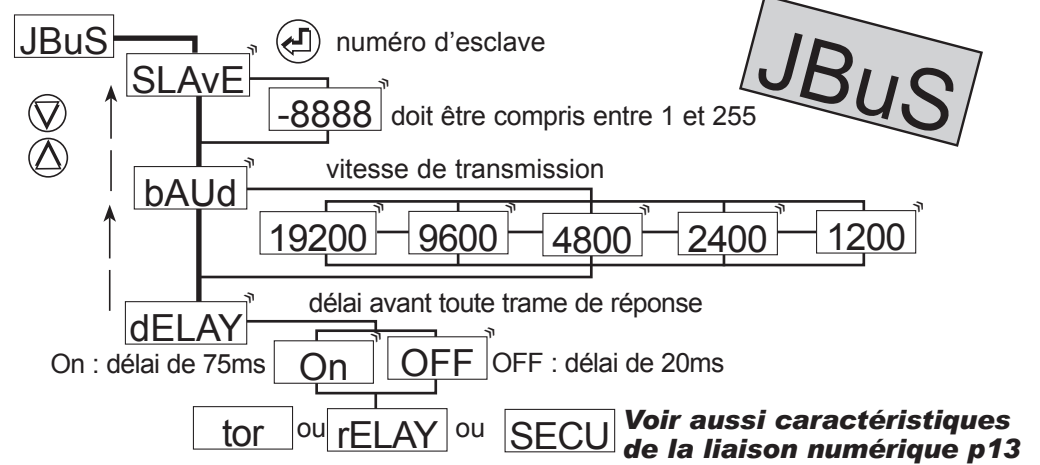 JBuS
JBuS
SLAvE
numéro d'esclave
-8888 doit être compris entre 1 et 255
vitesse de transmission
bAUd
19200 9600 4800 2400 1200
délai avant toute trame de réponse
dELAY
On : délai de 75ms On OFF OFF : délai de 20ms
tor ou rELAY ou SECU
Voir aussi caractéristiques
de la liaison numérique p13